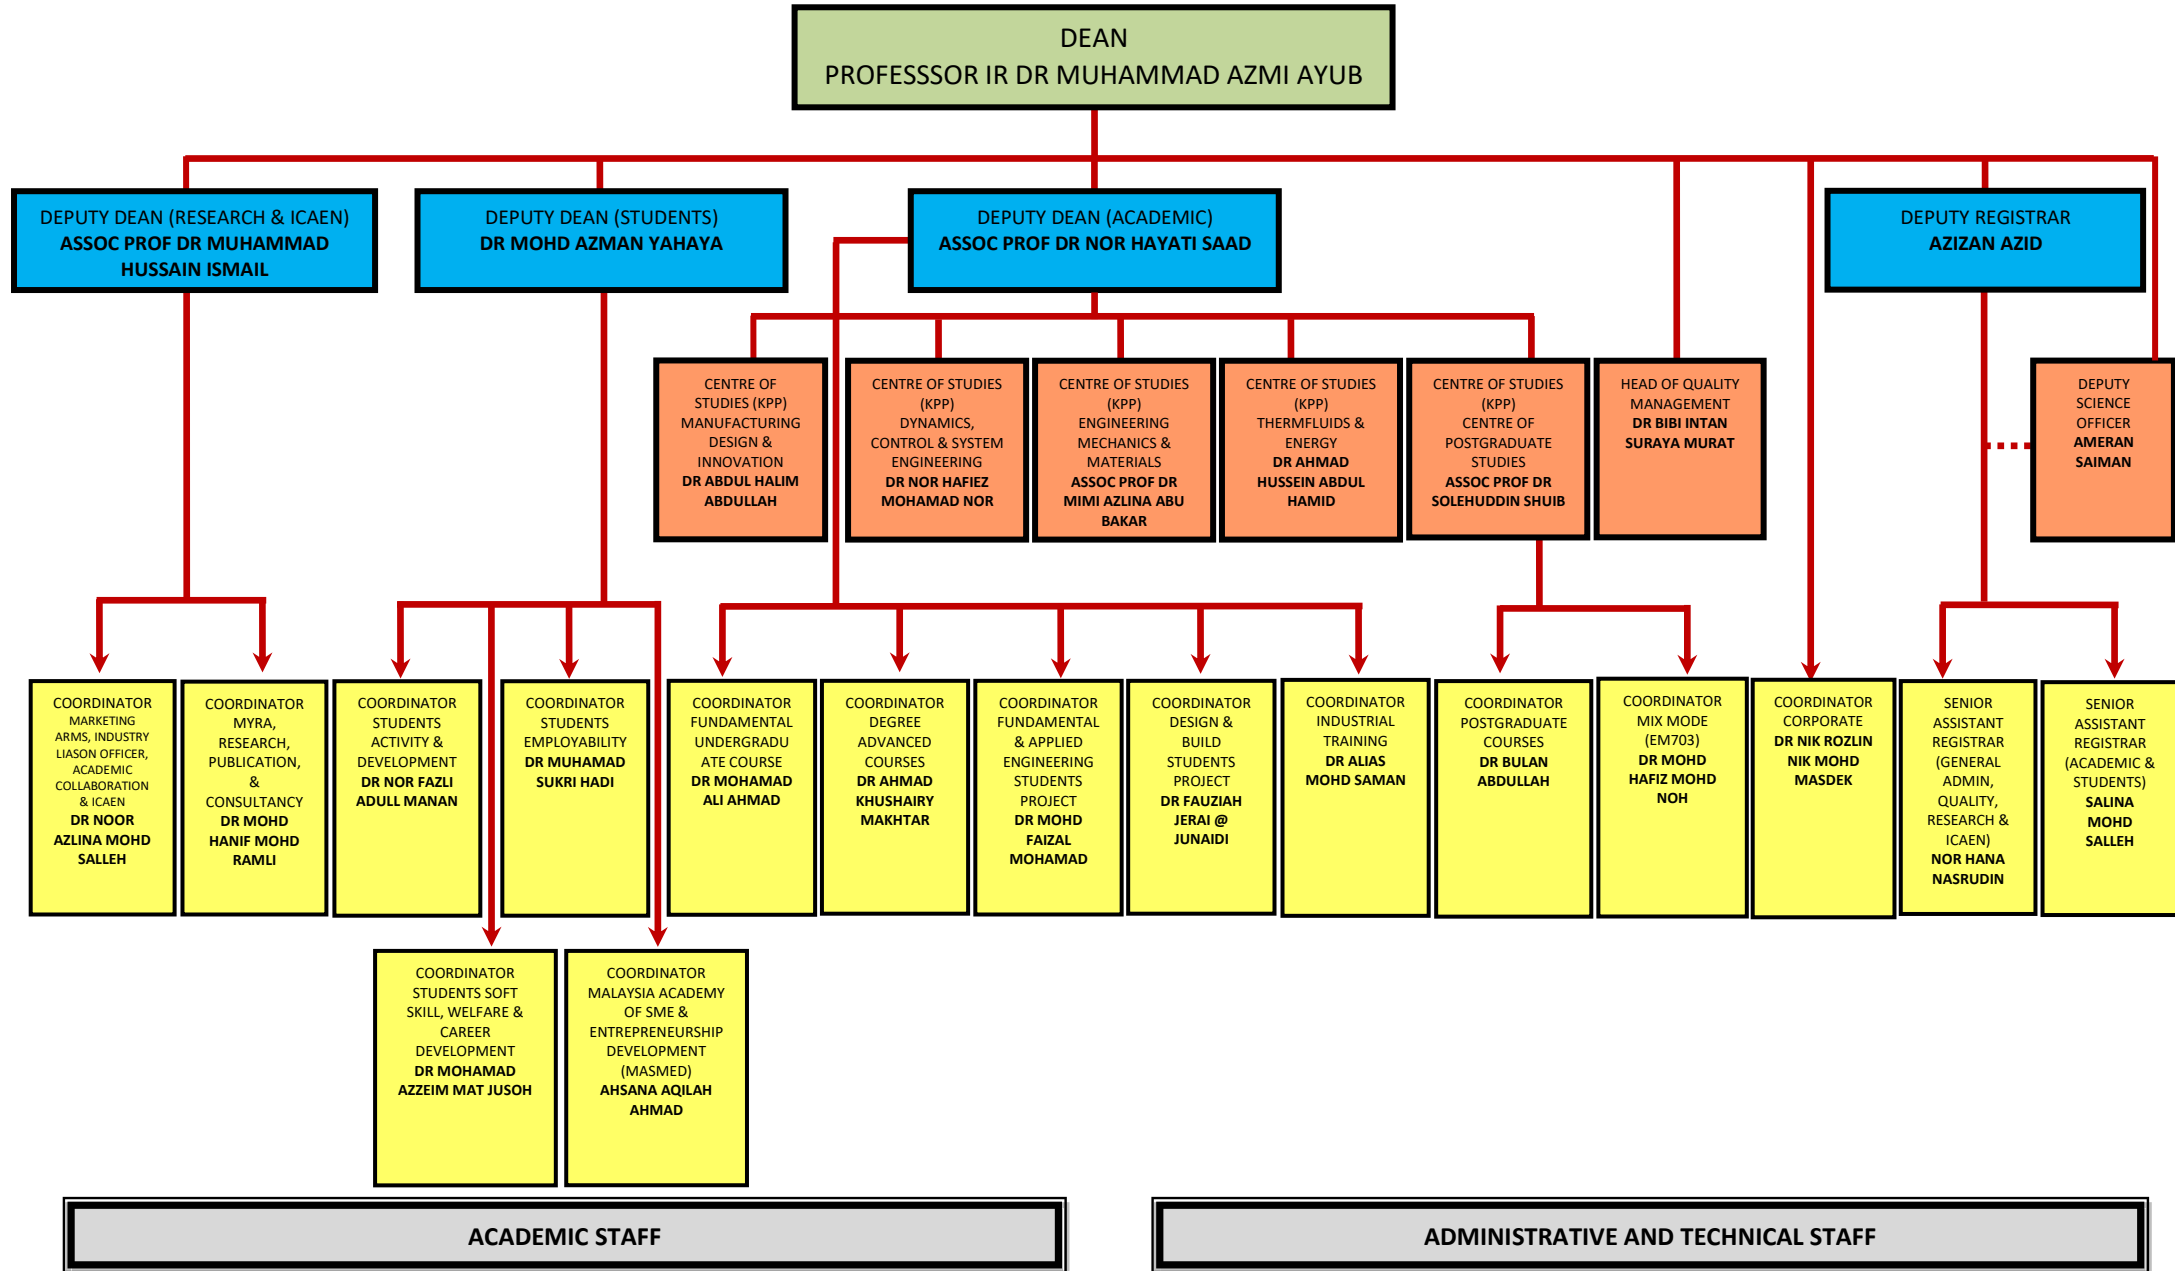 DEAN
PROFESSSOR IR DR MUHAMMAD AZMI AYUB
DEPUTY DEAN (RESEARCH & ICAEN)
ASSOC PROF DR MUHAMMAD
HUSSAIN ISMAIL
DEPUTY DEAN (STUDENTS)
DR MOHD AZMAN YAHAYA
DEPUTY DEAN (ACADEMIC)
ASSOC PROF DR NOR HAYATI SAAD
DEPUTY REGISTRAR
AZIZAN AZID
CENTRE OF
STUDIES (KPP)
MANUFACTURING
DESIGN &
INNOVATION
DR ABDUL HALIM
ABDULLAH
CENTRE OF STUDIES
(KPP)
DYNAMICS,
CONTROL & SYSTEM
ENGINEERING
DR NOR HAFIEZ
MOHAMAD NOR
CENTRE OF STUDIES
(KPP)
ENGINEERING
MECHANICS &
MATERIALS
ASSOC PROF DR
MIMI AZLINA ABU
BAKAR
CENTRE OF STUDIES
(KPP)
THERMFLUIDS &
ENERGY
DR AHMAD
HUSSEIN ABDUL
HAMID
CENTRE OF STUDIES
(KPP)
CENTRE OF
POSTGRADUATE
STUDIES
ASSOC PROF DR
SOLEHUDDIN SHUIB
HEAD OF QUALITY
MANAGEMENT
DR BIBI INTAN
SURAYA MURAT
DEPUTY
SCIENCE
OFFICER
AMERAN
SAIMAN
COORDINATOR
MARKETING
ARMS, INDUSTRY
LIASON OFFICER,
ACADEMIC
COLLABORATION
& ICAEN
DR NOOR
AZLINA MOHD
SALLEH
COORDINATOR
MYRA,
RESEARCH,
PUBLICATION,
&
CONSULTANCY
DR MOHD
HANIF MOHD
RAMLI
COORDINATOR
STUDENTS
ACTIVITY &
DEVELOPMENT
DR NOR FAZLI
ADULL MANAN
COORDINATOR
STUDENTS
EMPLOYABILITY
DR MUHAMAD
SUKRI HADI
COORDINATOR
FUNDAMENTAL
UNDERGRADU
ATE COURSE
DR MOHAMAD
ALI AHMAD
COORDINATOR
DEGREE
ADVANCED
COURSES
DR AHMAD
KHUSHAIRY
MAKHTAR
COORDINATOR
FUNDAMENTAL
& APPLIED
ENGINEERING
STUDENTS
PROJECT
DR MOHD
FAIZAL
MOHAMAD
COORDINATOR
DESIGN &
BUILD
STUDENTS
PROJECT
DR FAUZIAH
JERAI @
JUNAIDI
COORDINATOR
INDUSTRIAL
TRAINING
DR ALIAS
MOHD SAMAN
COORDINATOR
POSTGRADUATE
COURSES
DR BULAN
ABDULLAH
COORDINATOR
MIX MODE
(EM703)
DR MOHD
HAFIZ MOHD
NOH
COORDINATOR
CORPORATE
DR NIK ROZLIN
NIK MOHD
MASDEK
SENIOR
ASSISTANT
REGISTRAR
(GENERAL
ADMIN,
QUALITY,
RESEARCH &
ICAEN)
NOR HANA
NASRUDIN
SENIOR
ASSISTANT
REGISTRAR
(ACADEMIC &
STUDENTS)
SALINA
MOHD
SALLEH
COORDINATOR
STUDENTS SOFT
SKILL, WELFARE &
CAREER
DEVELOPMENT
DR MOHAMAD
AZZEIM MAT JUSOH
COORDINATOR
MALAYSIA ACADEMY
OF SME &
ENTREPRENEURSHIP
DEVELOPMENT
(MASMED)
AHSANA AQILAH
AHMAD
ACADEMIC STAFF
ADMINISTRATIVE AND TECHNICAL STAFF